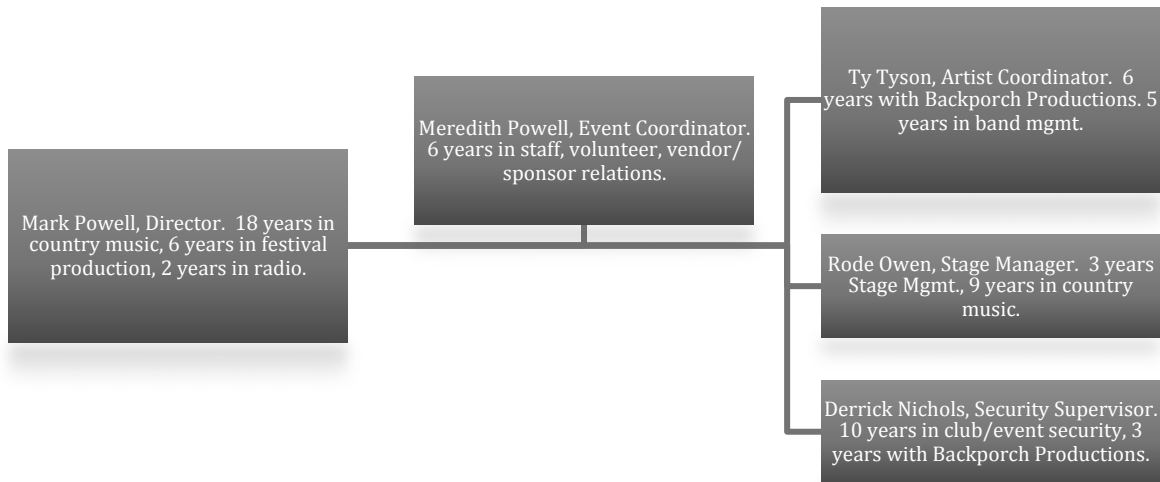 Mark Powell, Director.  18 years in
country music, 6 years in festival
production, 2 years in radio.
Meredith Powell, Event Coordinator.
6 years in staff, volunteer, vendor/
sponsor relations.
Ty Tyson, Artist Coordinator.  6
years with Backporch Productions. 5
years in band mgmt.
Rode Owen, Stage Manager.  3 years
Stage Mgmt., 9 years in country
music.
Derrick Nichols, Security Supervisor.
10 years in club/event security, 3
years with Backporch Productions.